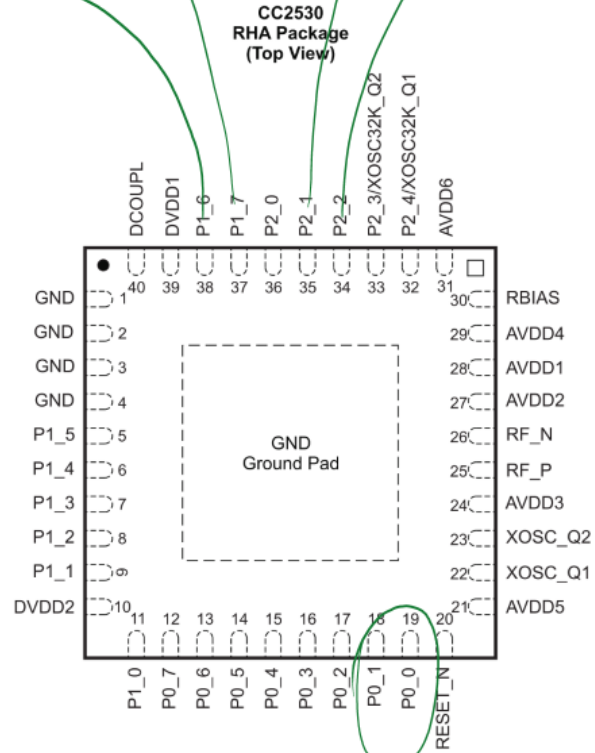 CC2530
RHA Package
(Top View)
DCOUPL
DVDD1
P1_6
P1_7
P2_0
P2_1
P2_2
P2_3/XOSC32K_Q2
P2_4/XOSC32K_Q1
AVDD6
40 39 38 37 36 35 34 33 32 31
GND 1
GND 2
GND 3
GND 4
P1_5 5
P1_4 6
P1_3 7
P1_2 8
P1_1 9
DVDD2 10
GND
Ground Pad
30 RBIAS
29 AVDD4
28 AVDD1
27 AVDD2
26 RF_N
25 RF_P
24 AVDD3
23 XOSC_Q2
22 XOSC_Q1
21 AVDD5
11 12 13 14 15 16 17 18 19 20
P1_0
P0_7
P0_6
P0_5
P0_4
P0_3
P0_2
P0_1
P0_0
RESET_N